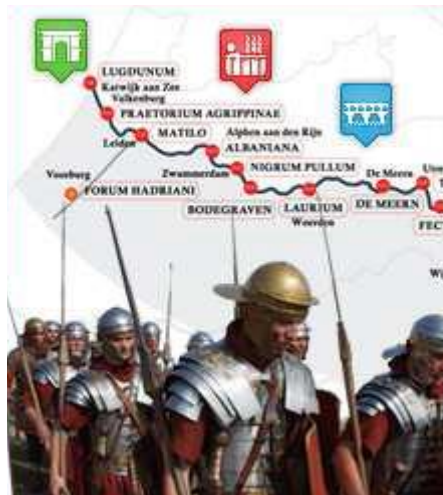 LUGDUNUM
Katwijk aan Zee
Valkenburg
PRAETORIUM AGRIPPINAE
Leiden
MATILO
Alphen aan den Rijn
ALBANIANA
Zwammerdam
NIGRUM PULLUM
Voorburg
FORUM HADRIANI
De Meern
BODEGRAVEN
LAURIUM
Woerden
DE MEERN